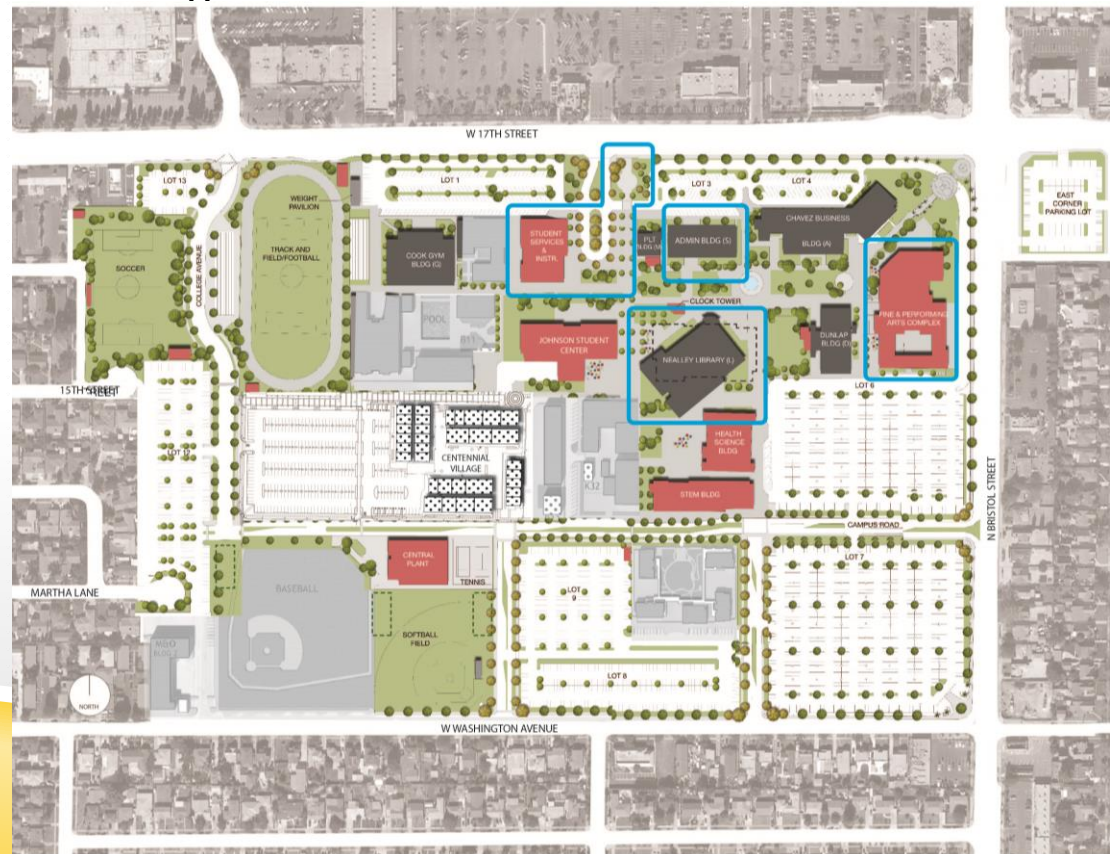 W 17TH STREET
LOT 13
LOT 1
LOT 3
LOT 4
EAST
CORNER
PARKING LOT
WEIGHT
PAVILION
CHAVEZ BUSINESS
BLDG (A)
STUDENT
SERVICES
&
INSTR.
ADMIN BLDG (S)
COOK GYM
BLDG (G)
TRACK AND
FIELD/FOOTBALL
SOCCER
COLLEGE AVENUE
CLOCK TOWER
POOL
FINE & PERFORMING
ARTS COMPLEX
DUNLAP
BLDG (D)
JOHNSON STUDENT
CENTER
NEALLEY LIBRARY (L)
15TH STREET
LOT 6
HEALTH
SCIENCE
BLDG
CENTENNIAL
VILLAGE
LOT 12
STEM BLDG
N BRISTOL STREET
CAMPUS ROAD
LOT 7
CENTRAL
PLANT
TENNIS
BASEBALL
LOT
9
MARTHA LANE
SOFTBALL
FIELD
LOT 8
NORTH
W WASHINGTON AVENUE